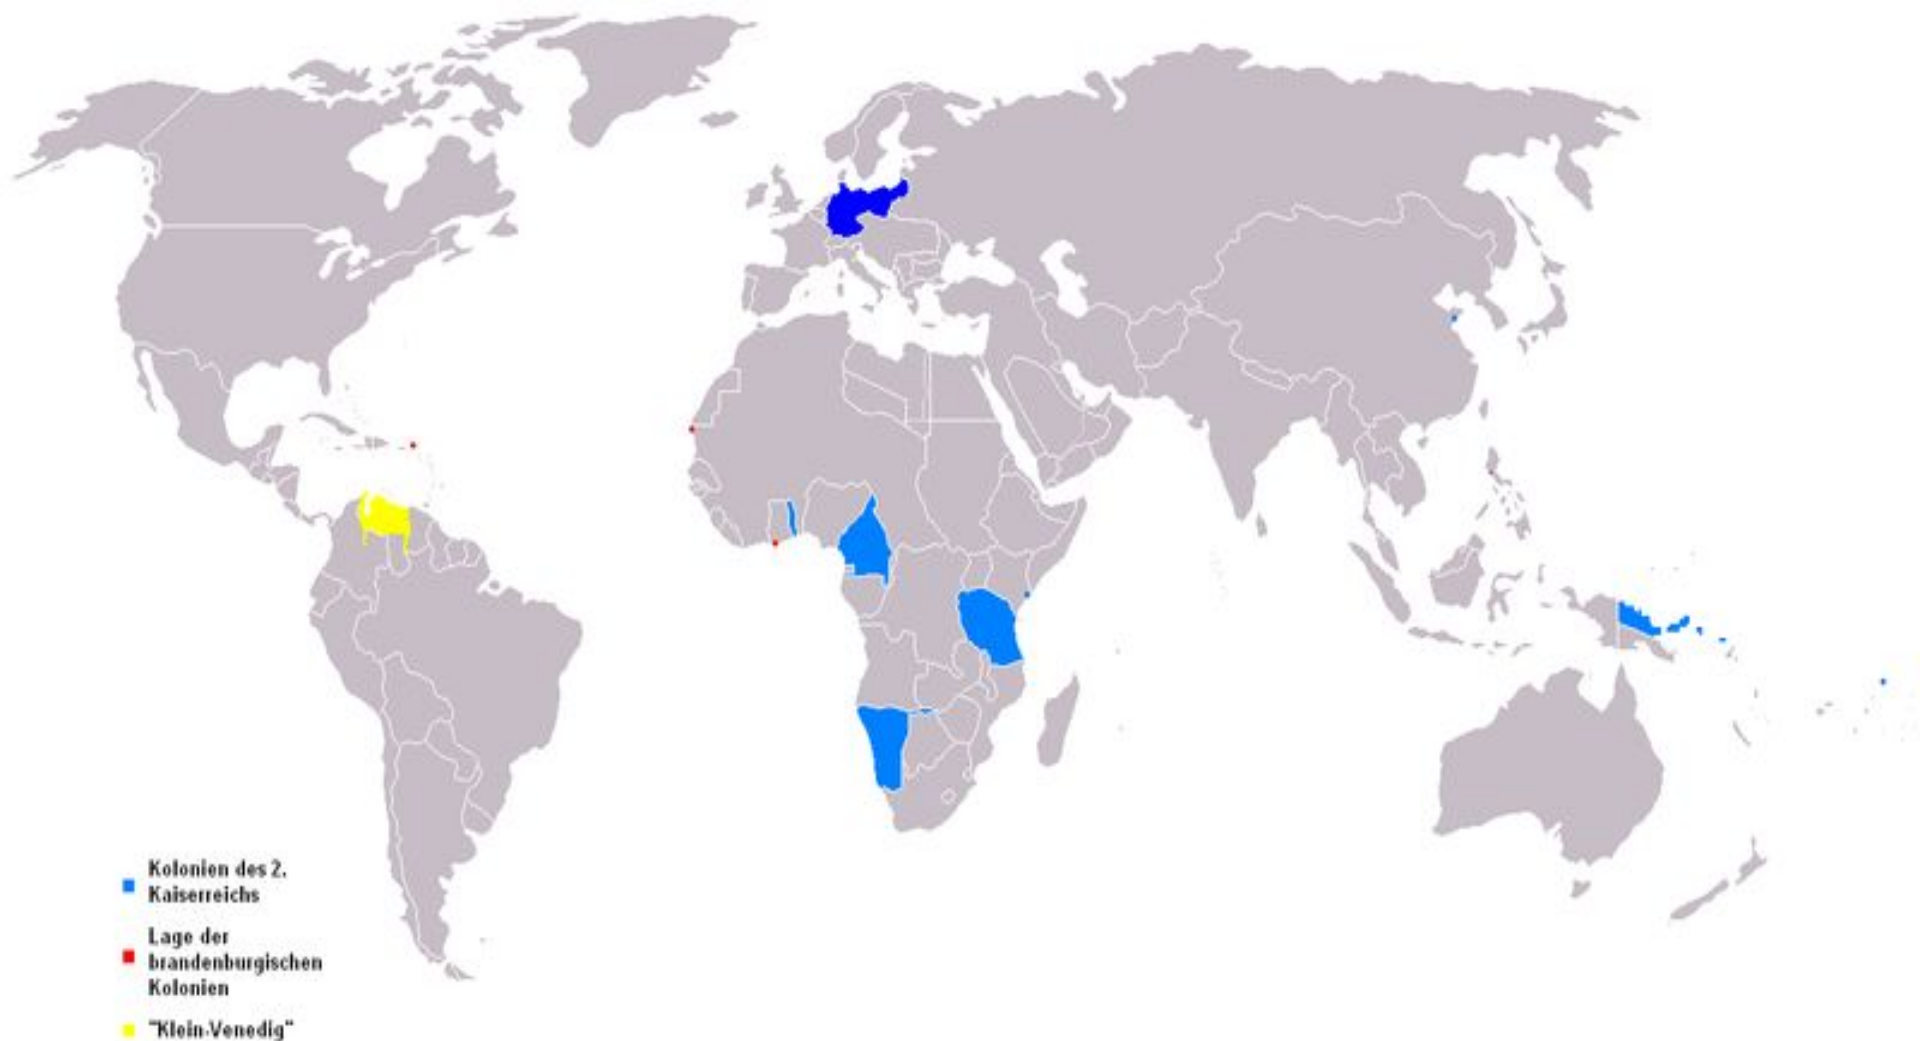 Kolonien des 2.
Kaiserreichs
Lage der
brandenburgischen
Kolonien
"Klein-Venedig"